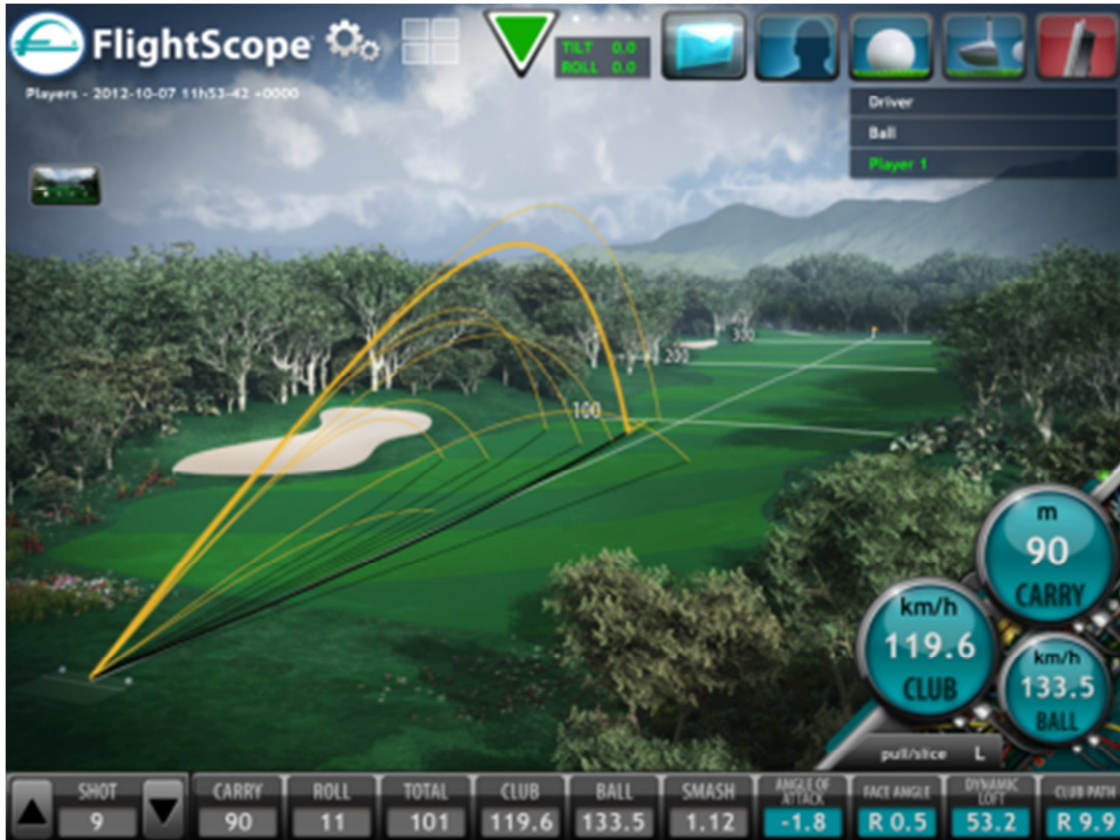 FlightScope
TILT 0.0
ROLL 0.0
Players - 2012-10-07 11h53-42 +0000
Driver
Ball
Player 1
300
200
100
m
90
CARRY
km/h
119.6
CLUB
km/h
133.5
BALL
pull/slice L
SHOT CARRY ROLL TOTAL CLUB BALL SMASH ANGLE OF ATTACK FACE ANGLE DYNAMIC LOFT CLUB PATH
9 90 11 101 119.6 133.5 1.12 -1.8 R 0.5 53.2 R 9.9